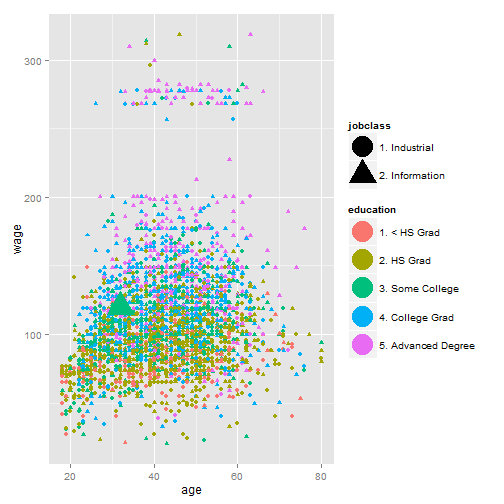 300
200
100
wage
20
40
60
80
age
jobclass
1. Industrial
2. Information
education
1. < HS Grad
2. HS Grad
3. Some College
4. College Grad
5. Advanced Degree